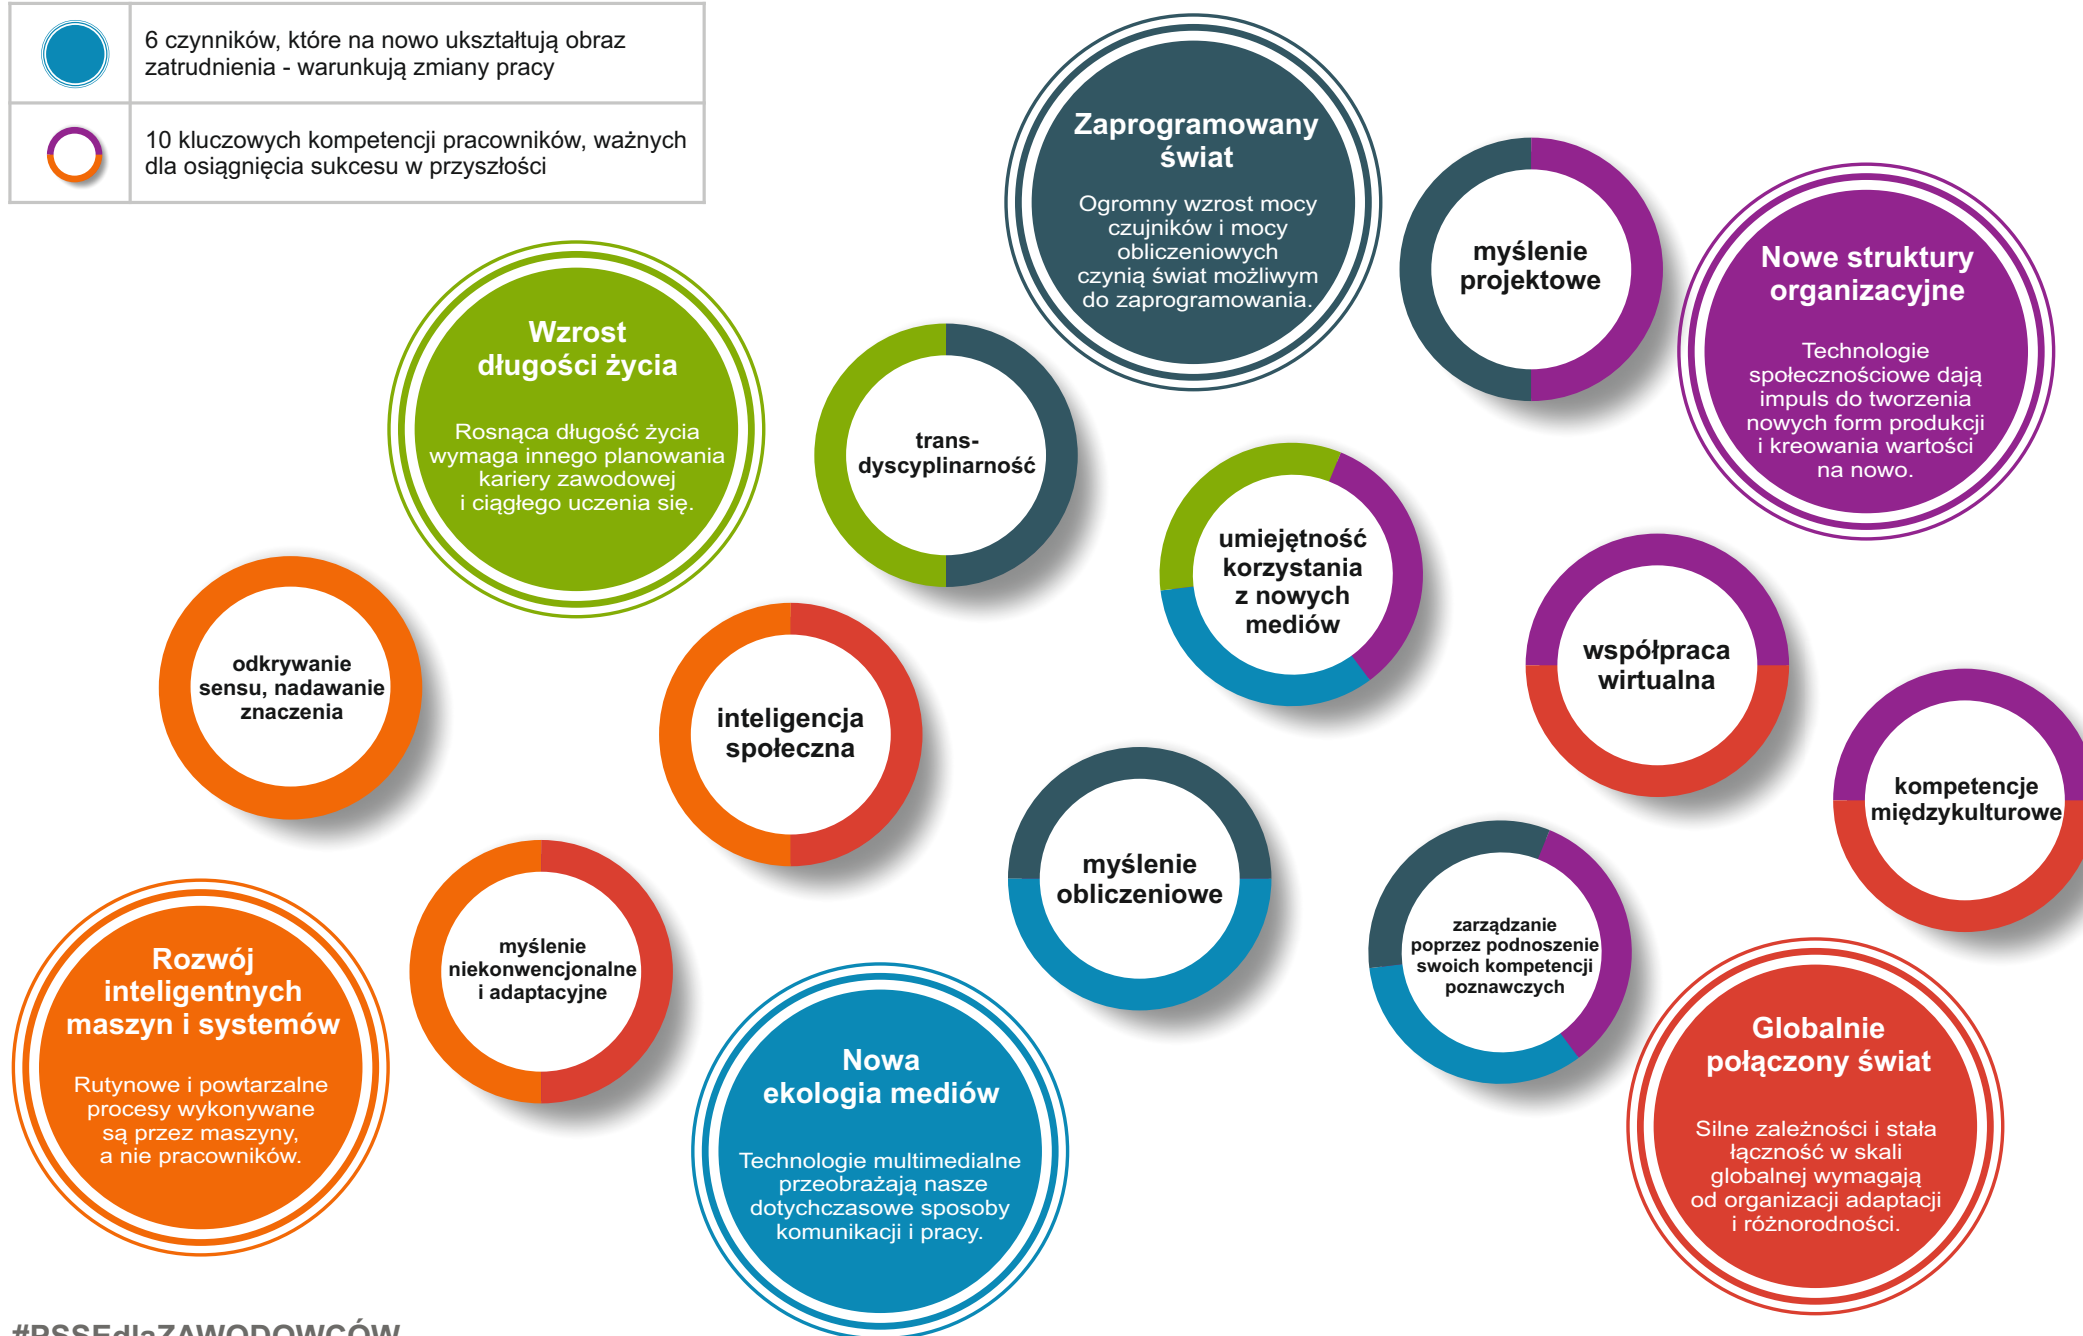 6 czynników, które na nowo ukształtują obraz
zatrudnienia - warunkują zmiany pracy
10 kluczowych kompetencji pracowników, ważnych
dla osiągnięcia sukcesu w przyszłości
Zaprogramowany
świat
Ogromny wzrost mocy
czujników i mocy
obliczeniowych
czynią świat możliwym
do zaprogramowania.
myślenie
projektowe
Nowe struktury
organizacyjne
Technologie
społecznościowe dają
impuls do tworzenia
nowych form produkcji
i kreowania wartości
na nowo.
Wzrost
długości życia
Rosnąca długość życia
wymaga innego planowania
kariery zawodowej
i ciągłego uczenia się.
trans-
dyscyplinarność
umiejętność
korzystania
z nowych
mediów
współpraca
wirtualna
odkrywanie
sensu, nadawanie
znaczenia
inteligencja
społeczna
kompetencje
międzykulturowe
myślenie
obliczeniowe
myślenie
niekonwencjonalne
i adaptacyjne
zarządzanie
poprzez podnoszenie
swoich kompetencji
poznawczych
Rozwój
inteligentnych
maszyn i systemów
Rutynowe i powtarzalne
procesy wykonywane
są przez maszyny,
a nie pracowników.
Nowa
ekologia mediów
Technologie multimedialne
przeobrażają nasze
dotychczasowe sposoby
komunikacji i pracy.
Globalnie
połączony świat
Silne zależności i stała
łączność w skali
globalnej wymagają
od organizacji adaptacji
i różnorodności.
#PSSEdlaZAWODOWCÓW